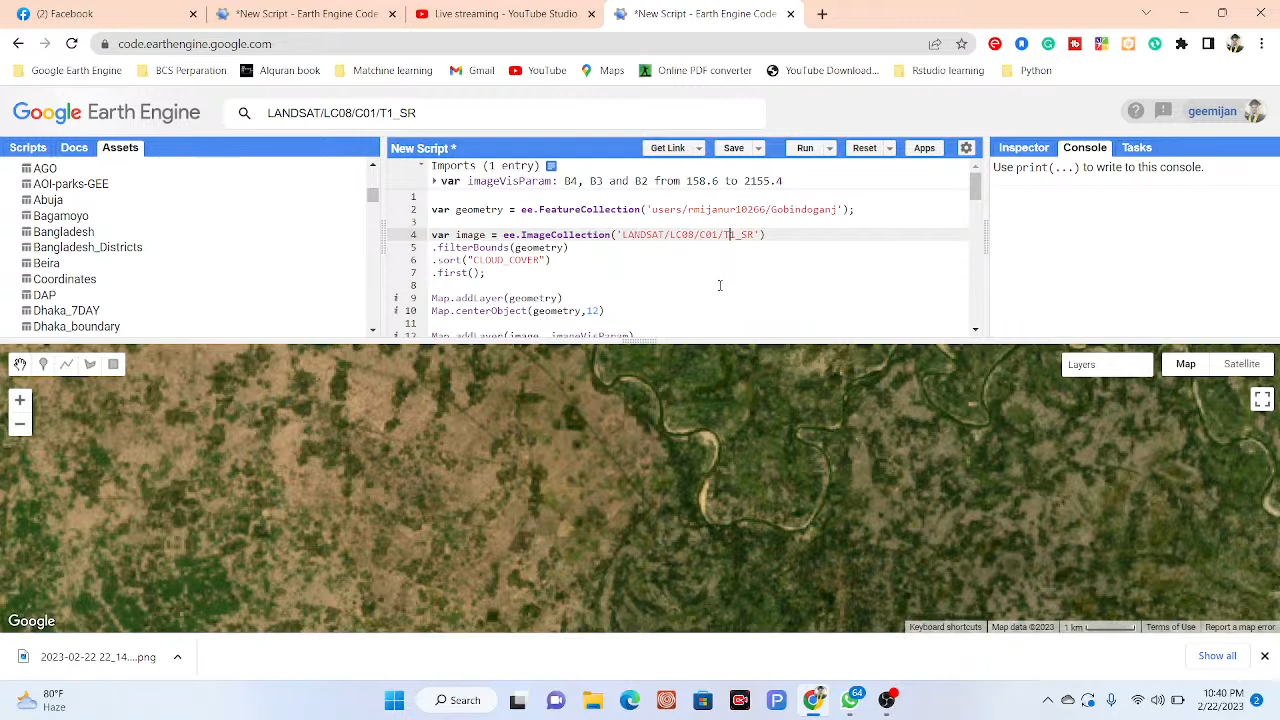 (2) Facebook
*New Script - Earth Engine Code
Live streaming - YouTube Studio
*New Script - Earth Engine Code
code.earthengine.google.com
Google Earth Engine
BCS Perparation
Alquran
Matchine learning
Gmail
YouTube
Maps
Online PDF converter
YouTube Download...
Rstudio learning
Python
Google Earth Engine
LANDSAT/LC08/C01/T1_SR
geemijan
Scripts
Docs
Assets
New Script *
Get Link
Save
Run
Reset
Apps
Inspector
Console
Tasks
AGO
AOI-parks-GEE
Abuja
Bagamoyo
Bangladesh
Bangladesh_Districts
Beira
Coordinates
DAP
Dhaka_7DAY
Dhaka_boundary
Imports (1 entry)
var imageVisParam: B4, B3 and B2 from 158.6 to 2155.4
1
2 var geometry = ee.FeatureCollection('users/rmijanur10266/Gobindoganj');
3
4 var image = ee.ImageCollection('LANDSAT/LC08/C01/T1_SR')
5 .filterBounds(geometry)
6 .sort("CLOUD_COVER")
7 .first();
8
9 Map.addLayer(geometry)
10 Map.centerObject(geometry,12)
11
12 Map.addLayer(image, imageVisParam)
Use print(...) to write to this console.
Layers
Map
Satellite
Google
Keyboard shortcuts
Map data ©2023
1 km
Terms of Use
Report a map error
2023-02-22 22_14....png
Show all
80°F
Haze
Search
64
10:40 PM
2/22/2023
2